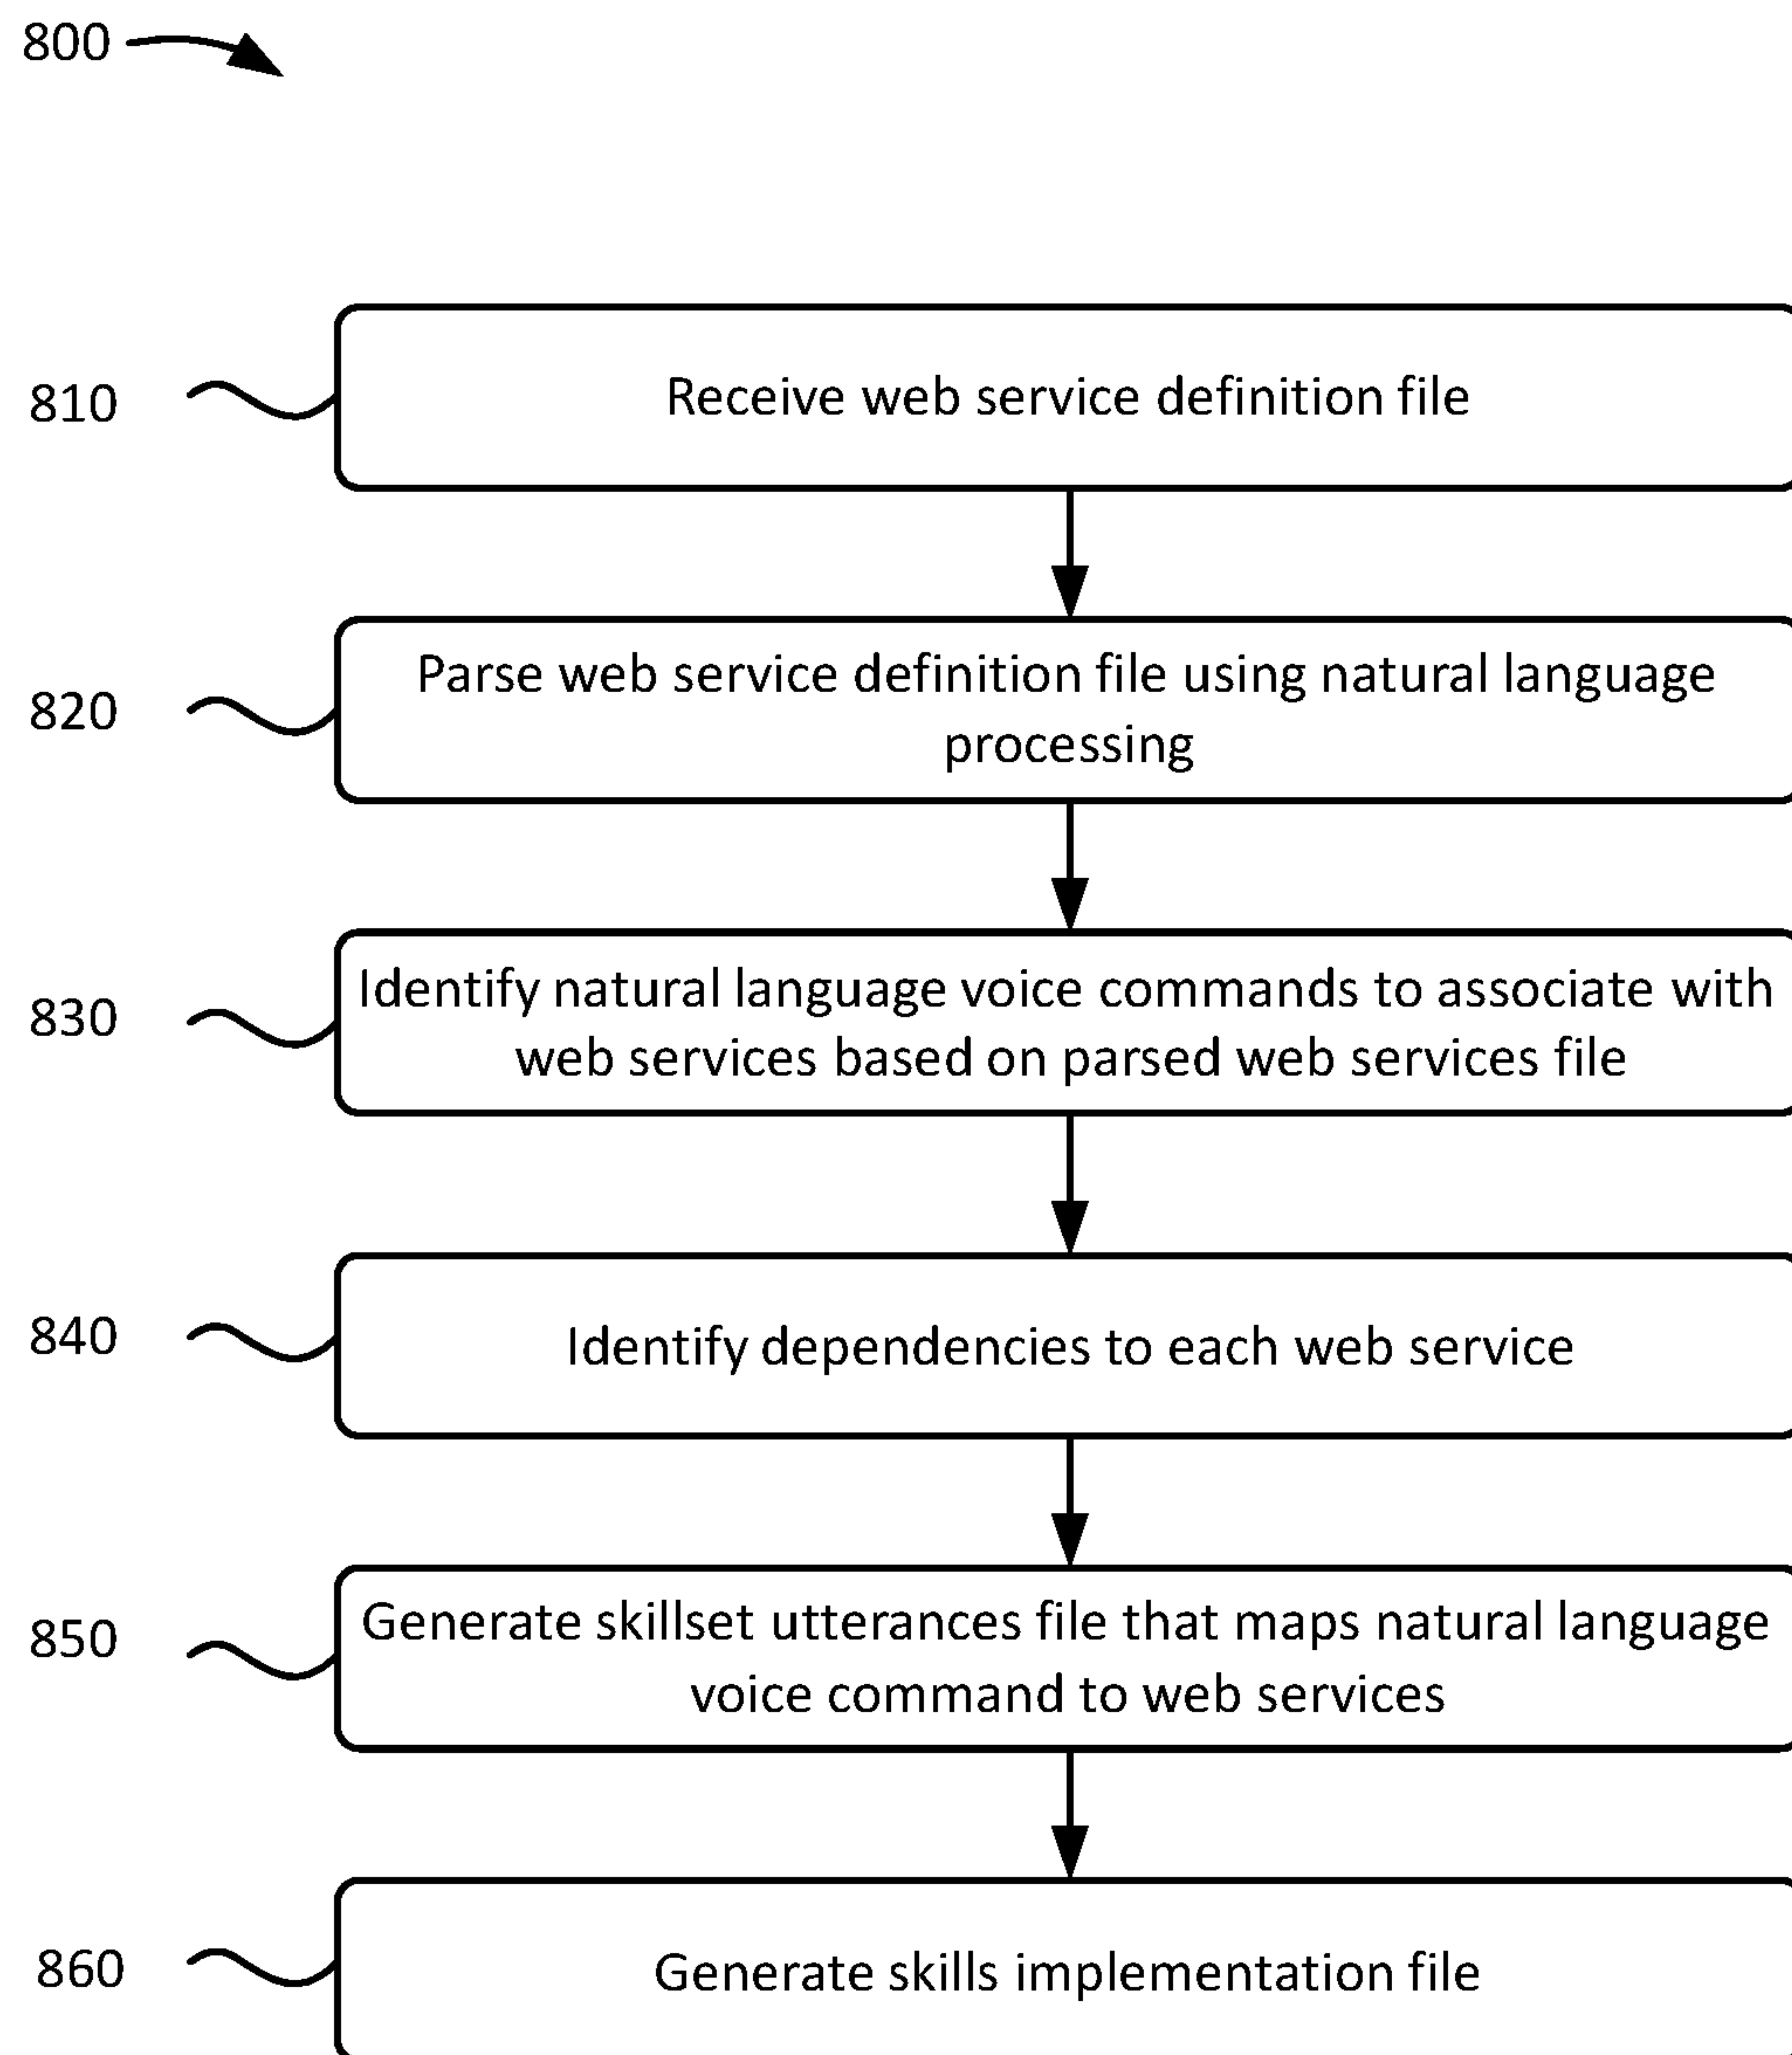 800
810
Receive web service definition file
820
Parse web service definition file using natural language
processing
830
Identify natural language voice commands to associate with
web services based on parsed web services file
840
Identify dependencies to each web service
850
Generate skillset utterances file that maps natural language
voice command to web services
860
Generate skills implementation file